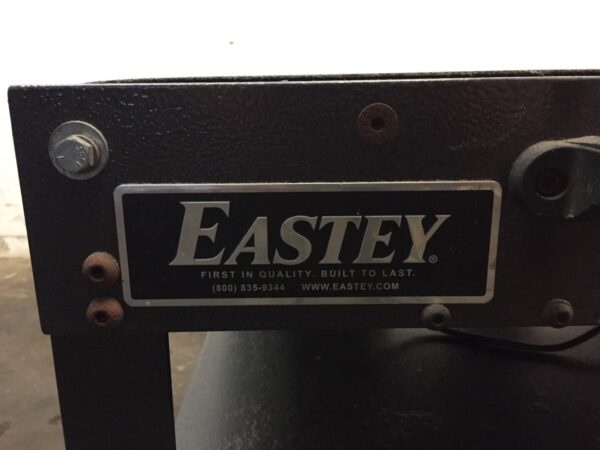 EASTEY®
FIRST IN QUALITY. BUILT TO LAST.
(800) 835-9344 WWW.EASTEY.COM